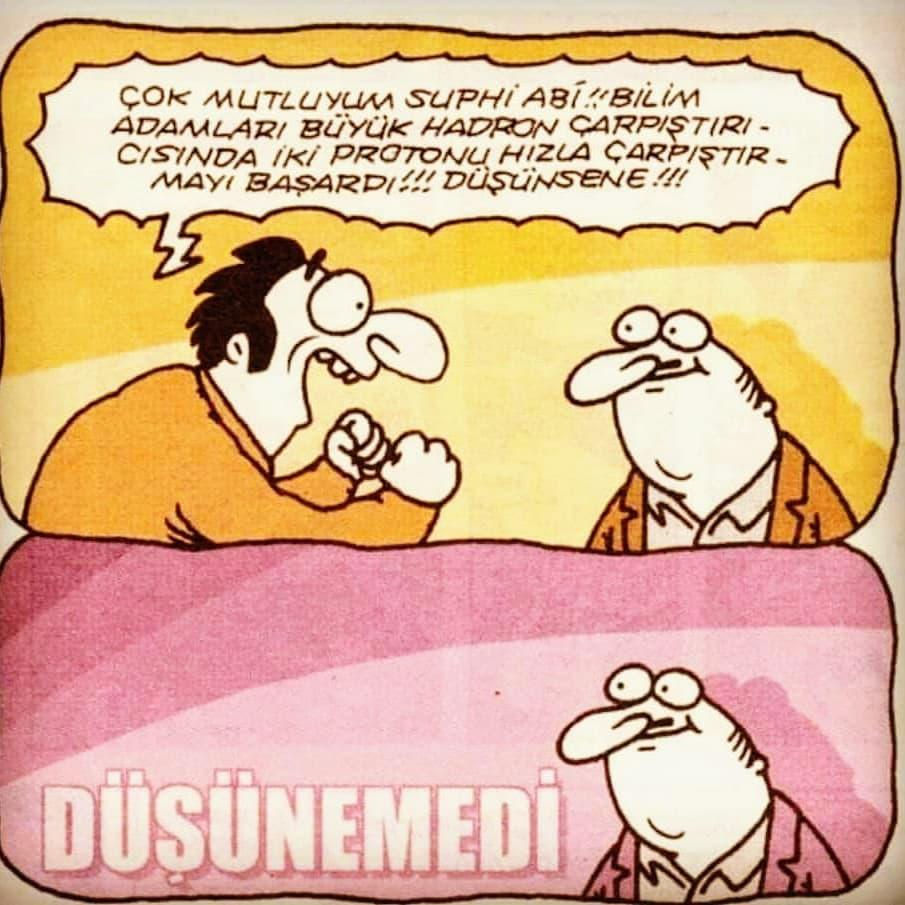 ÇOK MUTLUYUM SUPHİ ABİ!! BİLİM
ADAMLARI BÜYÜK HADRON ÇARPIŞTIRI-
CISINDA İKİ PROTONU HIZLA ÇARPIŞTIR-
MAYI BAŞARDI!!! DÜŞÜNSENE!!!
DÜŞÜNEMEDİ